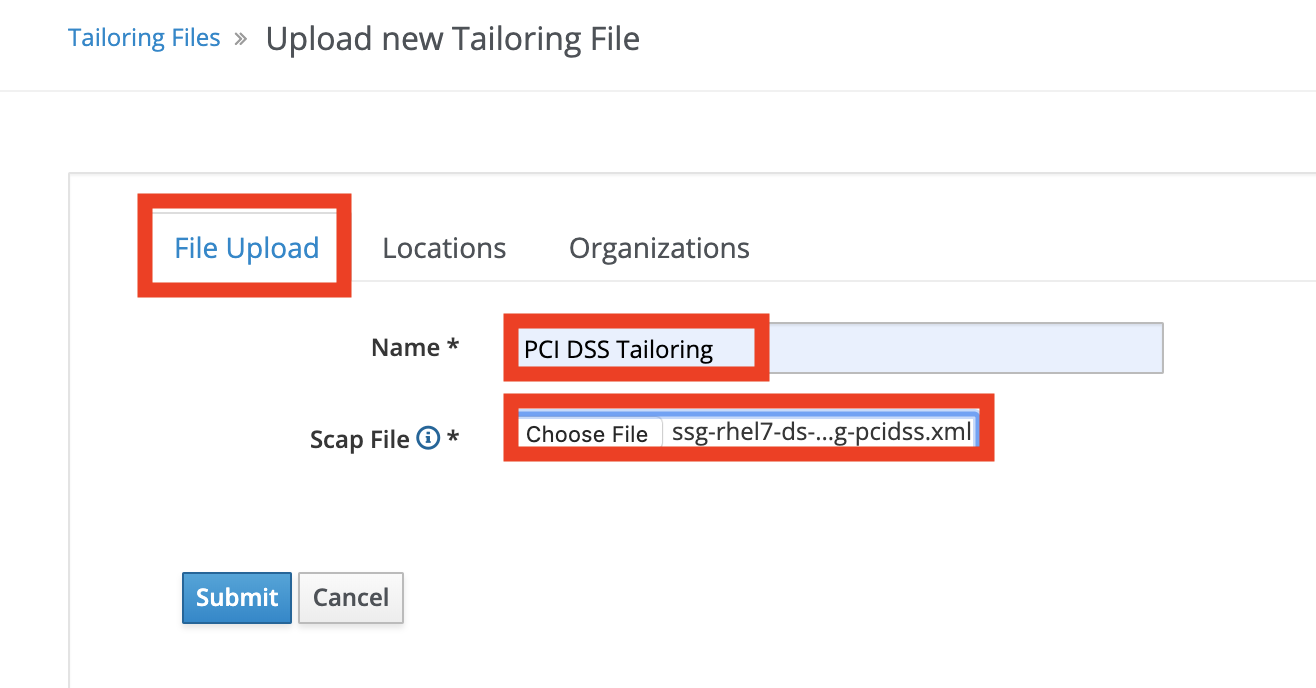 Tailoring Files » Upload new Tailoring File
File Upload Locations Organizations
Name * PCI DSS Tailoring
Scap File * Choose File ssg-rhel7-ds-...g-pcidss.xml
Submit Cancel